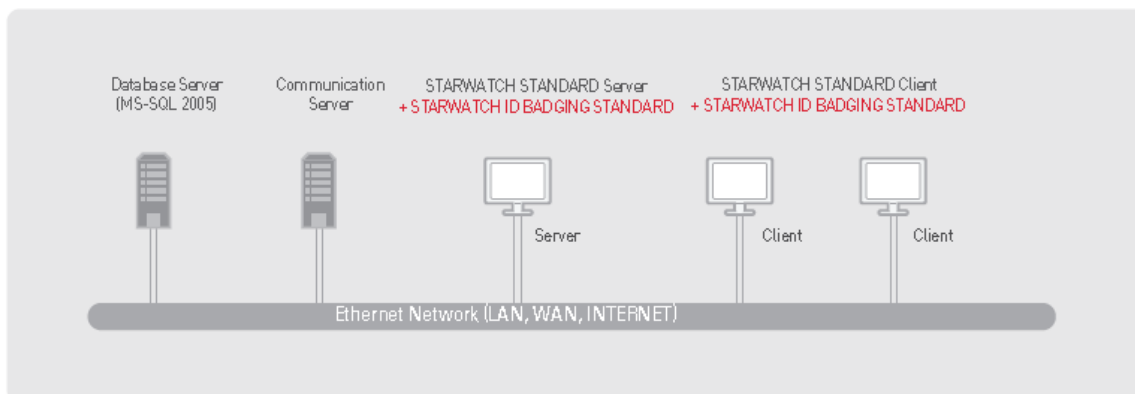 Database Server
(MS-SQL 2005)
Communication
Server
STARWATCH STANDARD Server
+ STARWATCH ID BADGING STANDARD
STARWATCH STANDARD Client
+ STARWATCH ID BADGING STANDARD
Server
Client
Client
Ethernet Network (LAN, WAN, INTERNET)